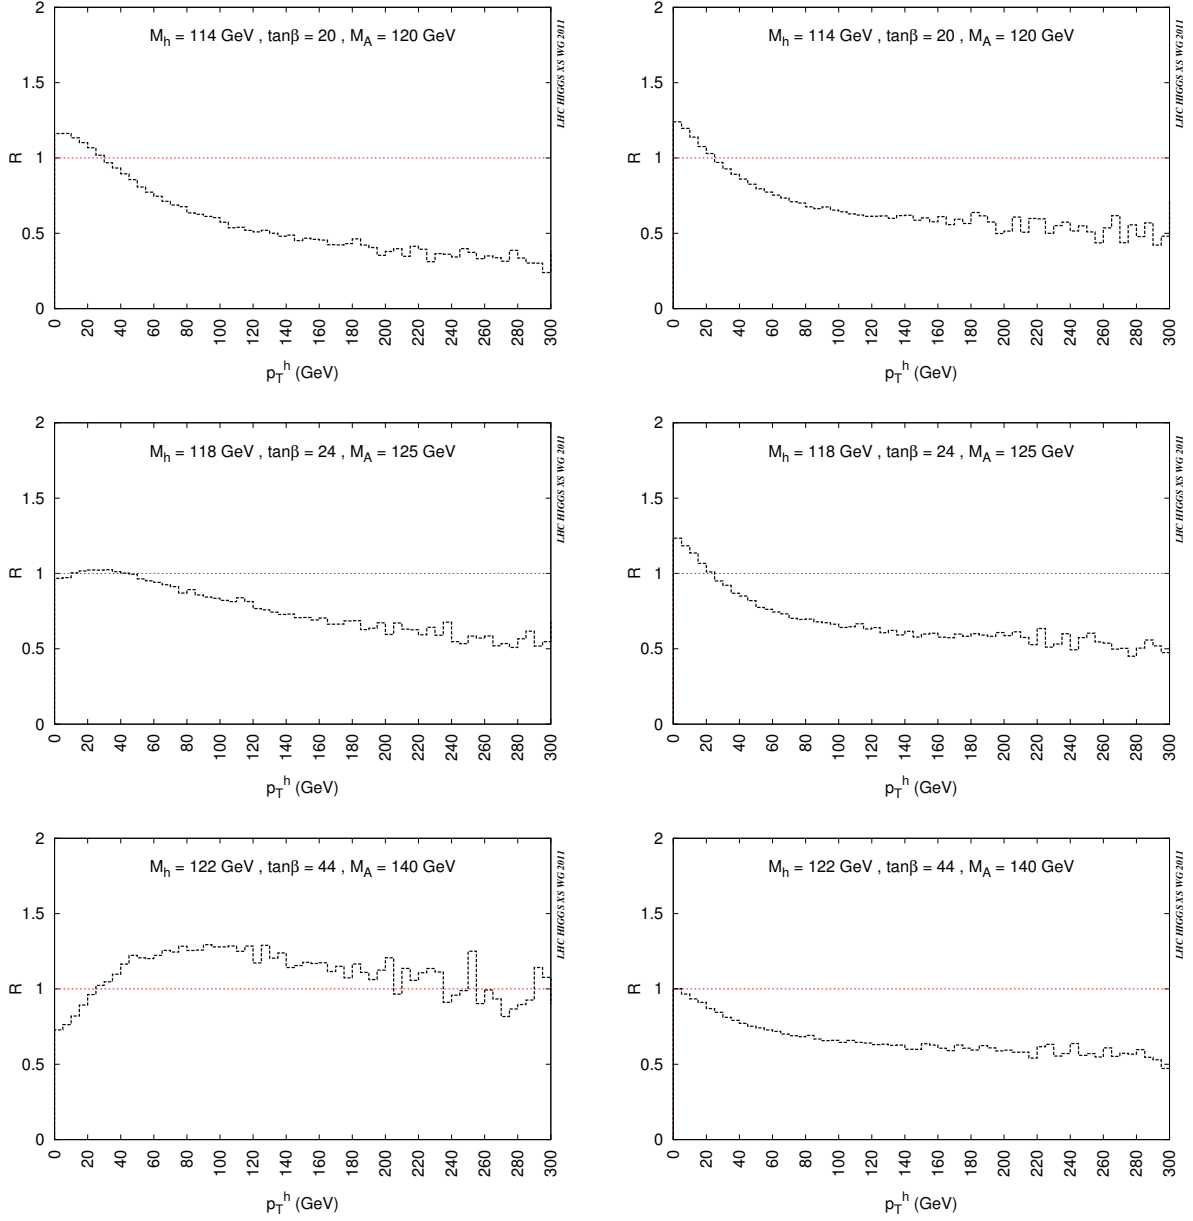 M_h = 114 GeV , tanβ = 20 , M_A = 120 GeV
LHC HIGGS XS WG 2011
R
2
1.5
1
0.5
0
0 20 40 60 80 100 120 140 160 180 200 220 240 260 280 300
p_T^h (GeV)
M_h = 114 GeV , tanβ = 20 , M_A = 120 GeV
LHC HIGGS XS WG 2011
R
2
1.5
1
0.5
0
0 20 40 60 80 100 120 140 160 180 200 220 240 260 280 300
p_T^h (GeV)
M_h = 118 GeV , tanβ = 24 , M_A = 125 GeV
LHC HIGGS XS WG 2011
R
2
1.5
1
0.5
0
0 20 40 60 80 100 120 140 160 180 200 220 240 260 280 300
p_T^h (GeV)
M_h = 118 GeV , tanβ = 24 , M_A = 125 GeV
LHC HIGGS XS WG 2011
R
2
1.5
1
0.5
0
0 20 40 60 80 100 120 140 160 180 200 220 240 260 280 300
p_T^h (GeV)
M_h = 122 GeV , tanβ = 44 , M_A = 140 GeV
LHC HIGGS XS WG 2011
R
2
1.5
1
0.5
0
0 20 40 60 80 100 120 140 160 180 200 220 240 260 280 300
p_T^h (GeV)
M_h = 122 GeV , tanβ = 44 , M_A = 140 GeV
LHC HIGGS XS WG 2011
R
2
1.5
1
0.5
0
0 20 40 60 80 100 120 140 160 180 200 220 240 260 280 300
p_T^h (GeV)